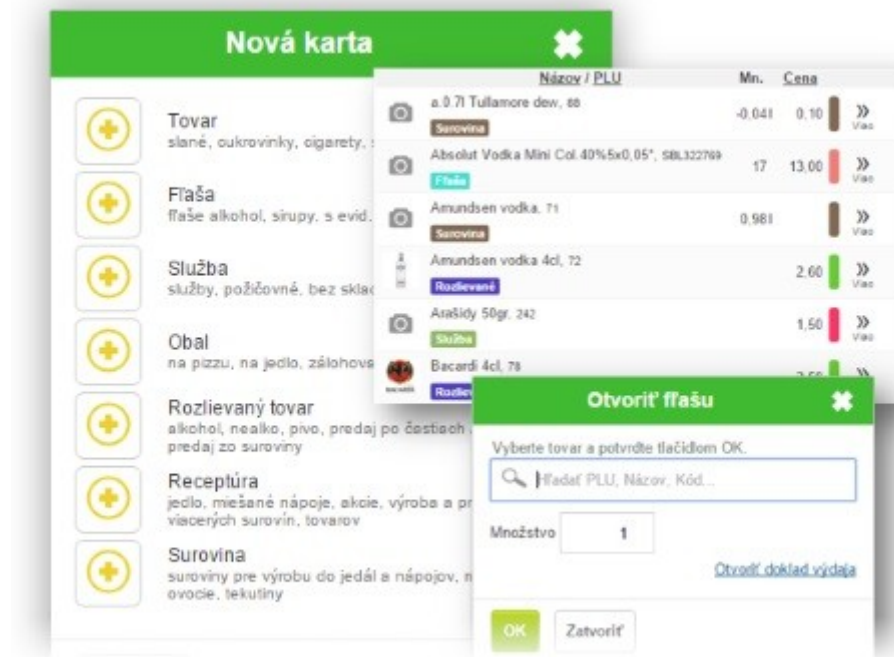 Nová karta
Tovar
slané, cukrovinky, cigarety,
Fľaša
fľaše alkohol, sirupy, s evid.
Služba
služby, požičovné, bez sklad
Obal
na pizzu, na jedlo, zálohova
Rozlievaný tovar
alkohol, nealko, pivo, predaj po častiach
predaj zo suroviny
Receptúra
jedlo, miešané nápoje, akcie, výroba a pr
viacerých surovín, tovarov
Surovina
suroviny pre výrobu do jedál a nápojov,
ovocie, tekutiny
Názov / PLU Mn. Cena
a.0.7l Tullamore dew, 88 -0,04l 0,10
Surovina Viac
Absolut Vodka Mini Col.40%5x0,05", SBL322769 17 13,00
Fľaša Viac
Amundsen vodka, 71 0,98l
Surovina Viac
Amundsen vodka 4cl, 72 2,60
Rozlievané Viac
Arašidy 50gr, 242 1,50
Služba Viac
Bacardi 4cl, 78
Otvoriť fľašu
Vyberte tovar a potvrďte tlačidlom OK.
Hľadať PLU, Názov, Kód...
Množstvo 1
Otvoriť doklad výdaja
OK Zatvoriť